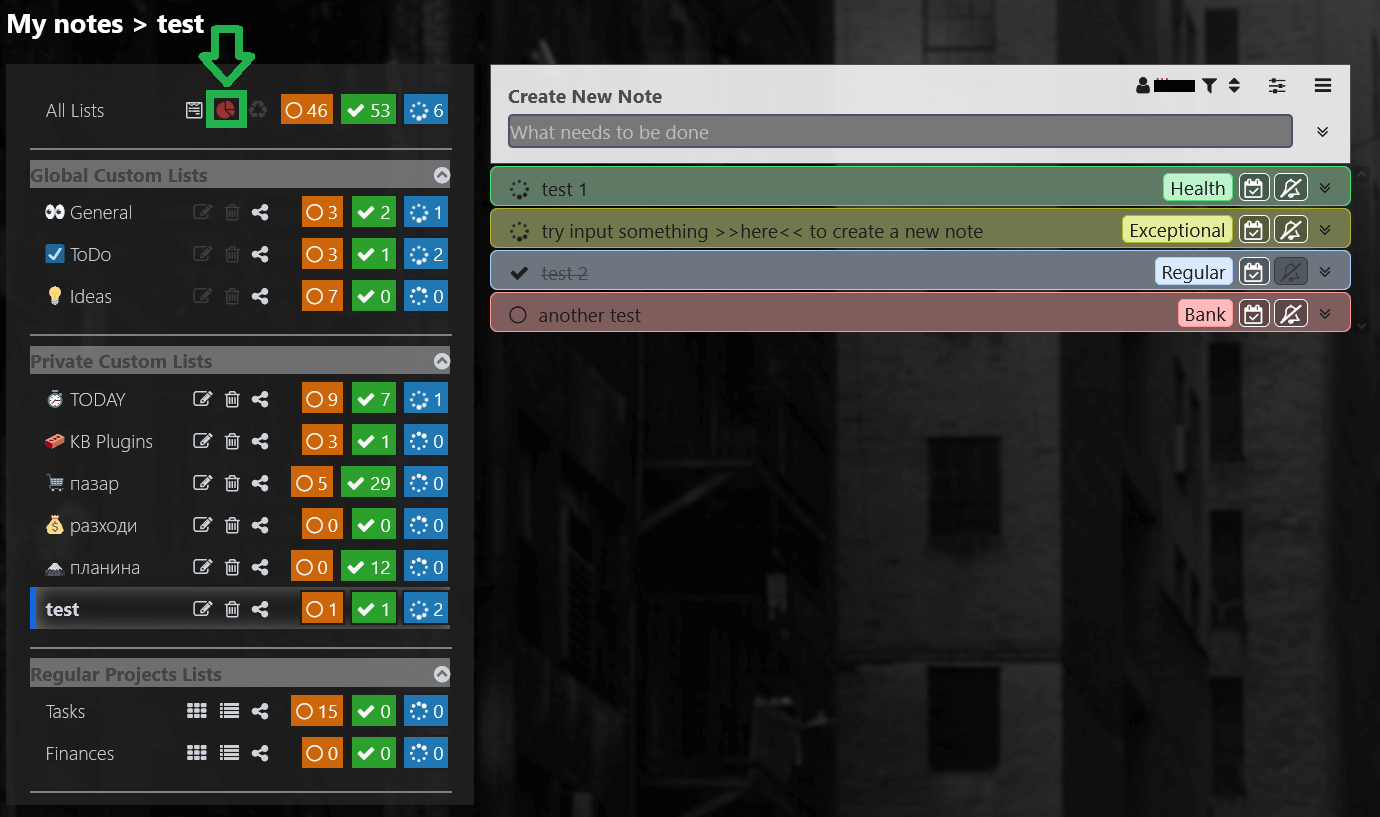 My notes > test
All Lists 46 53 6
Global Custom Lists
General 3 2 1
ToDo 3 1 2
Ideas 7 0 0
Private Custom Lists
TODAY 9 7 1
KB Plugins 3 1 0
пазар 5 29 0
разходи 0 0 0
планина 0 12 0
test 1 1 2
Regular Projects Lists
Tasks 15 0 0
Finances 0 0 0
Create New Note
What needs to be done
test 1 Health
try input something >>here<< to create a new note Exceptional
test 2 Regular
another test Bank